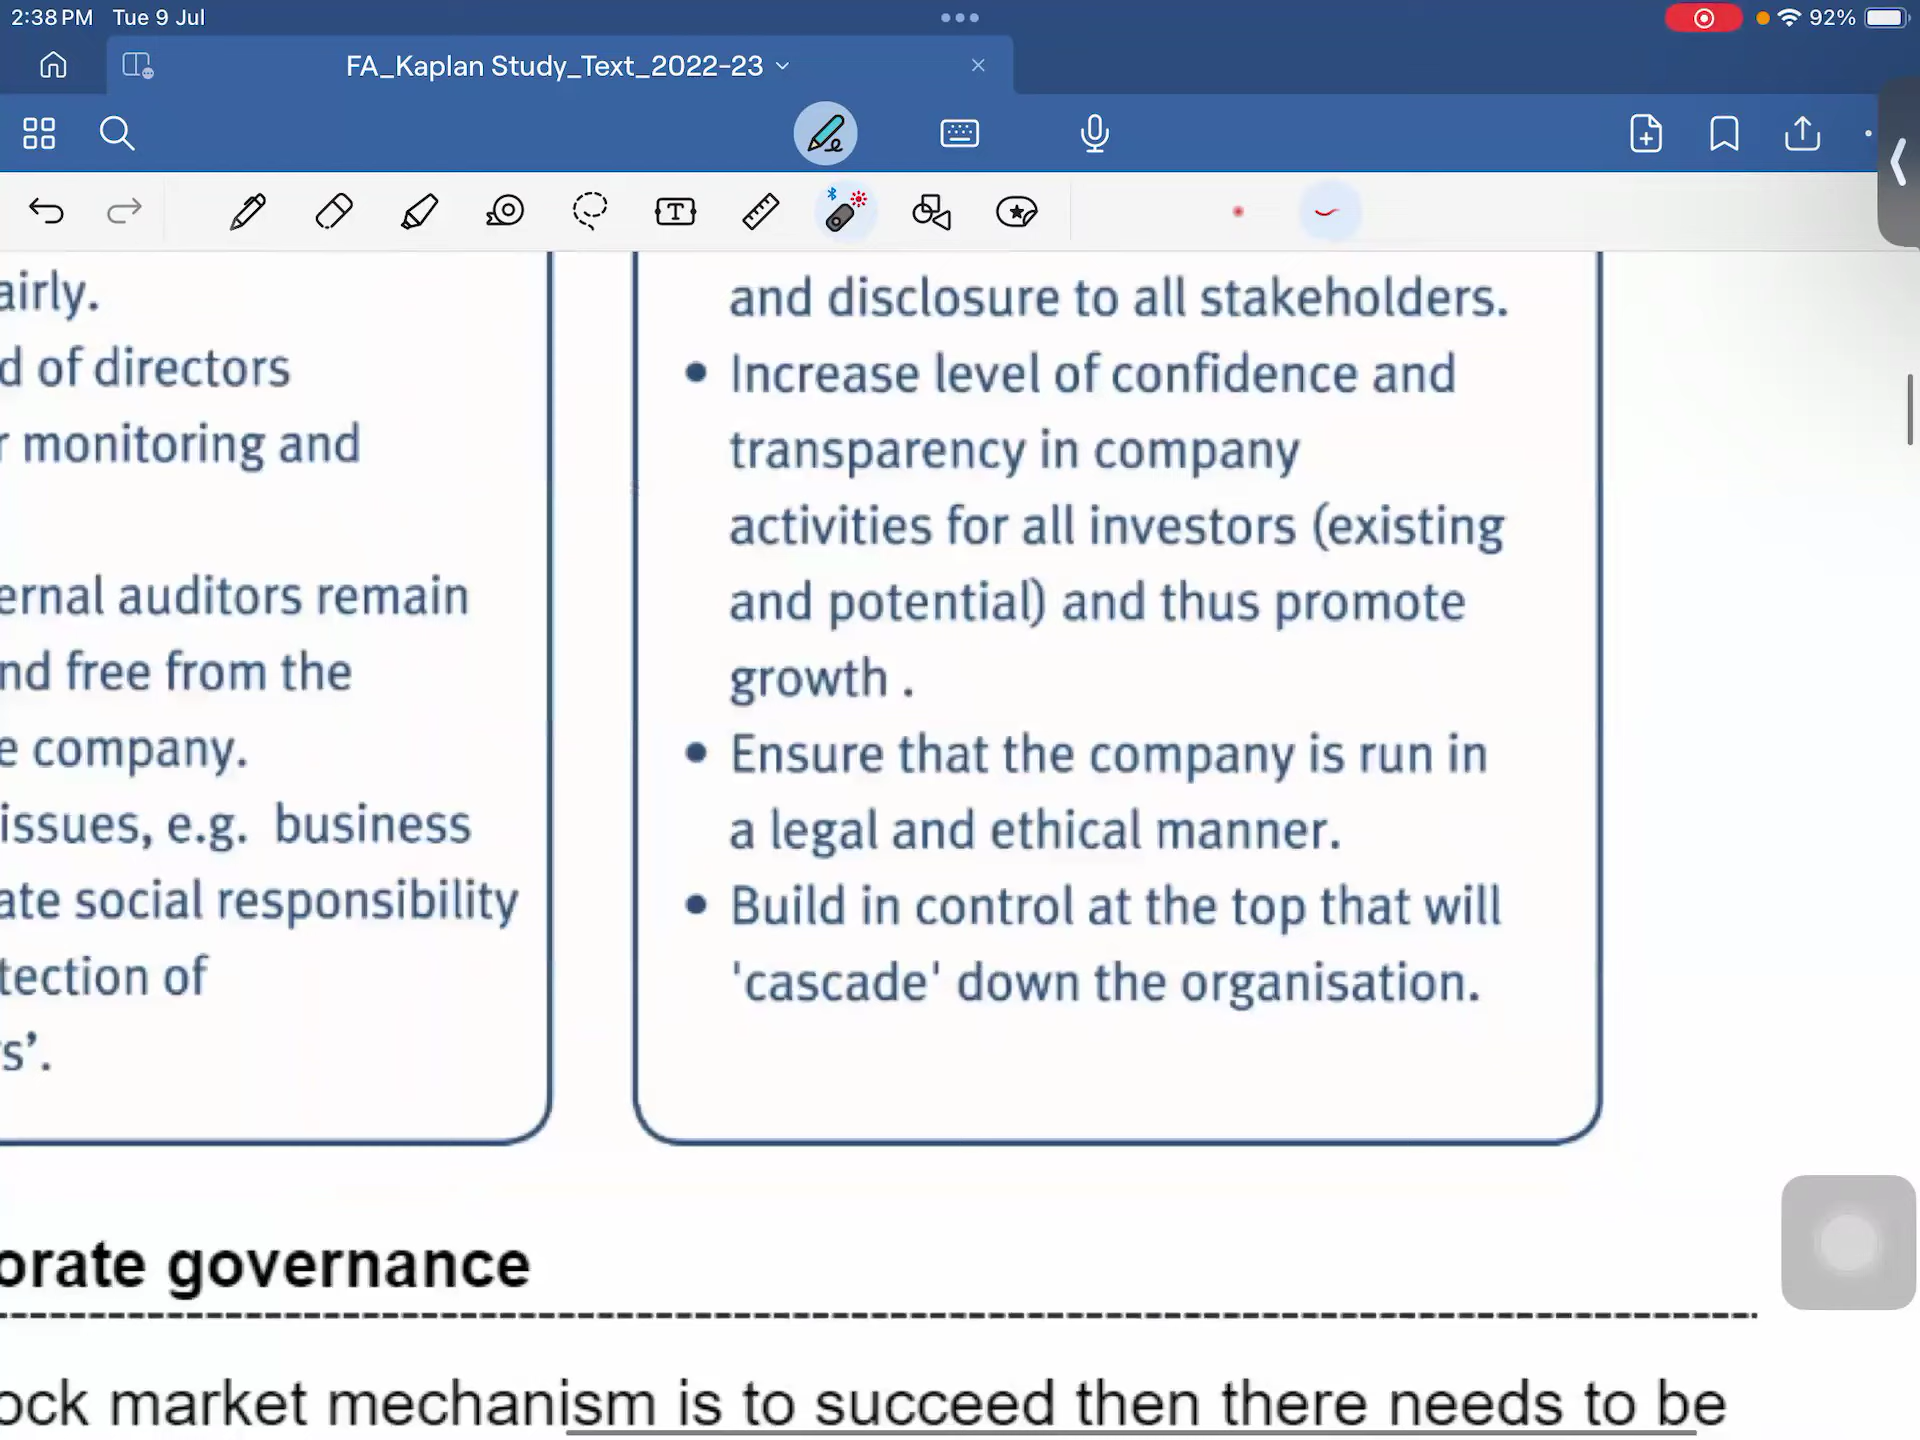 2:38 PM Tue 9 Jul
92%
FA_Kaplan Study_Text_2022-23
airly.
d of directors
r monitoring and
ernal auditors remain
nd free from the
e company.
issues, e.g. business
ate social responsibility
tection of
s’.
and disclosure to all stakeholders.
• Increase level of confidence and
transparency in company
activities for all investors (existing
and potential) and thus promote
growth .
• Ensure that the company is run in
a legal and ethical manner.
• Build in control at the top that will
'cascade' down the organisation.
orate governance
ock market mechanism is to succeed then there needs to be